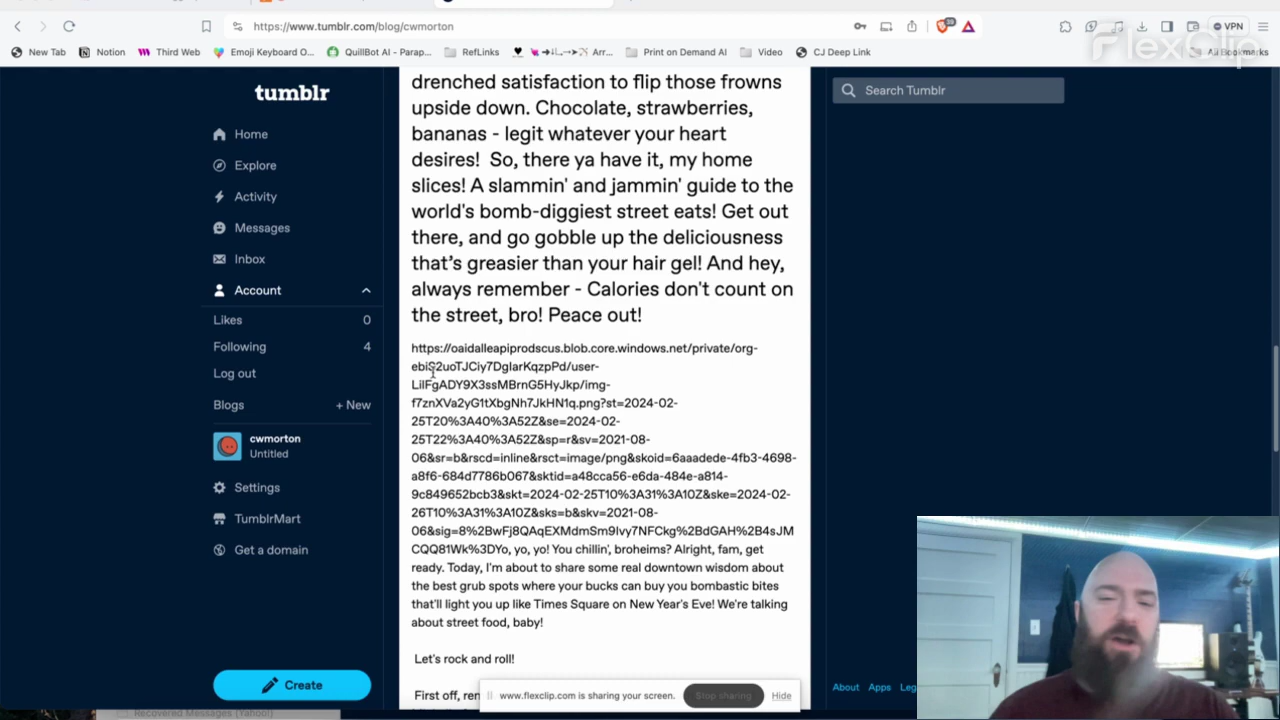 https://www.tumblr.com/blog/cwmorton
VPN
New Tab
Notion
Third Web
Emoji Keyboard O...
QuillBot AI - Parap...
RefLinks
Arr...
Print on Demand AI
Video
CJ Deep Link
All Bookmarks
FlexClip
tumblr
Home
Explore
Activity
Messages
Inbox
Account
Likes 0
Following 4
Log out
Blogs + New
cwmorton
Untitled
Settings
TumblrMart
Get a domain
Create
drenched satisfaction to flip those frowns
upside down. Chocolate, strawberries,
bananas - legit whatever your heart
desires!  So, there ya have it, my home
slices! A slammin' and jammin' guide to the
world's bomb-diggiest street eats! Get out
there, and go gobble up the deliciousness
that’s greasier than your hair gel! And hey,
always remember - Calories don't count on
the street, bro! Peace out!
https://oaidalleapiprodscus.blob.core.windows.net/private/org-
ebiS2uoTJCiy7DglarKqzpPd/user-
LilFgADY9X3ssMBrnG5HyJkp/img-
f7znXVa2yG1tXbgNh7JkHN1q.png?st=2024-02-
25T20%3A40%3A52Z&se=2024-02-
25T22%3A40%3A52Z&sp=r&sv=2021-08-
06&sr=b&rscd=inline&rsct=image/png&skoid=6aaadede-4fb3-4698-
a8f6-684d7786b067&sktid=a48cca56-e6da-484e-a814-
9c849652bcb3&skt=2024-02-25T10%3A31%3A10Z&ske=2024-02-
26T10%3A31%3A10Z&sks=b&skv=2021-08-
06&sig=8%2BwFj8QAqEXMdmSm9Ivy7NFCkg%2BdGAH%2B4sJM
CQQ81Wk%3DYo, yo, yo! You chillin', broheims? Alright, fam, get
ready. Today, I'm about to share some real downtown wisdom about
the best grub spots where your bucks can buy you bombastic bites
that'll light you up like Times Square on New Year's Eve! We're talking
about street food, baby!
Let's rock and roll!
First off,
Search Tumblr
About Apps
www.flexclip.com is sharing your screen.
Stop sharing
Hide
Recovered Messages (Yahoo!)